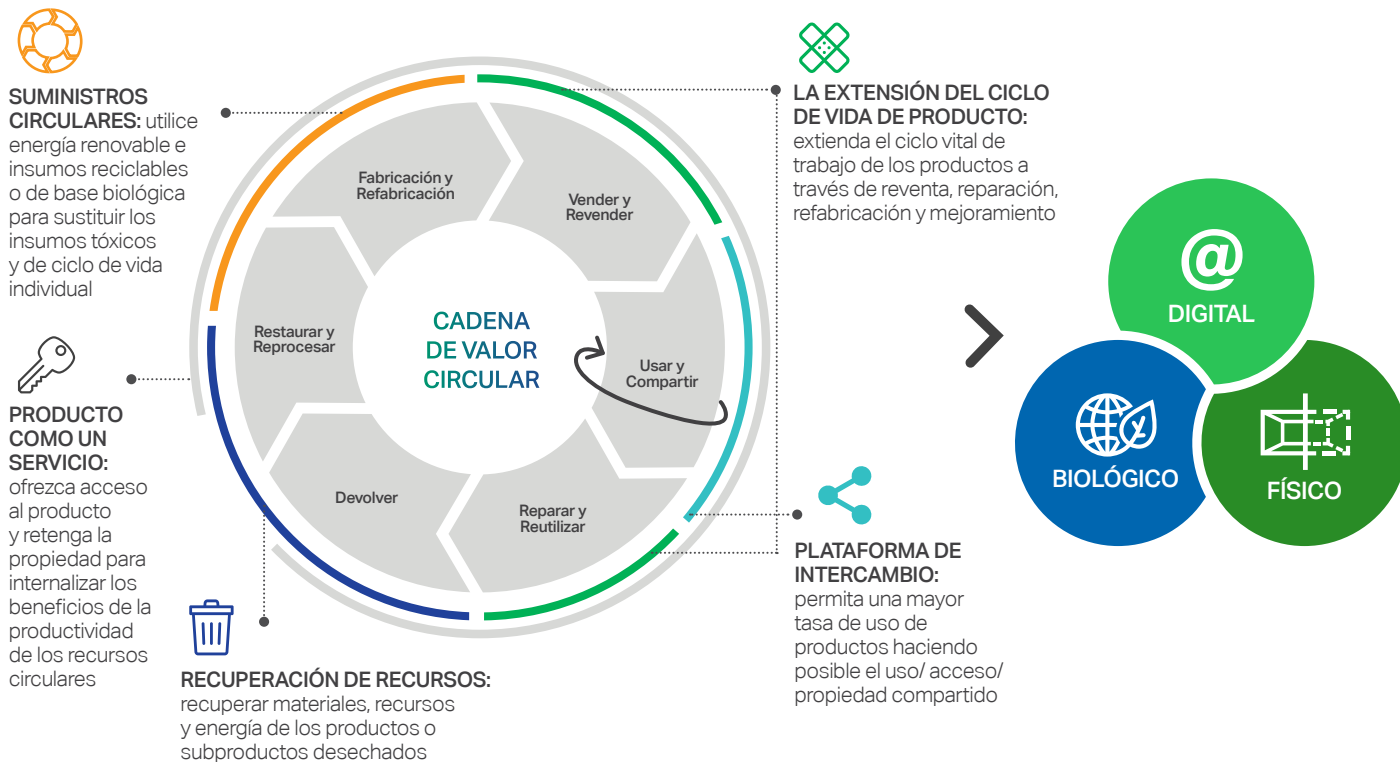 SUMINISTROS
CIRCULARES: utilice
energía renovable e
insumos reciclables
o de base biológica
para sustituir los
insumos tóxicos
y de ciclo de vida
individual
PRODUCTO
COMO UN
SERVICIO:
ofrezca acceso
al producto
y retenga la
propiedad para
internalizar los
beneficios de la
productividad
de los recursos
circulares
RECUPERACIÓN DE RECURSOS:
recuperar materiales, recursos
y energía de los productos o
subproductos desechados
Fabricación y
Refabricación
Vender y
Revender
Usar y
Compartir
Reparar y
Reutilizar
Devolver
Restaurar y
Reprocesar
CADENA
DE VALOR
CIRCULAR
LA EXTENSIÓN DEL CICLO
DE VIDA DE PRODUCTO:
extienda el ciclo vital de
trabajo de los productos a
través de reventa, reparación,
refabricación y mejoramiento
PLATAFORMA DE
INTERCAMBIO:
permita una mayor
tasa de uso de
productos haciendo
posible el uso/ acceso/
propiedad compartido
@
DIGITAL
BIOLÓGICO
FÍSICO